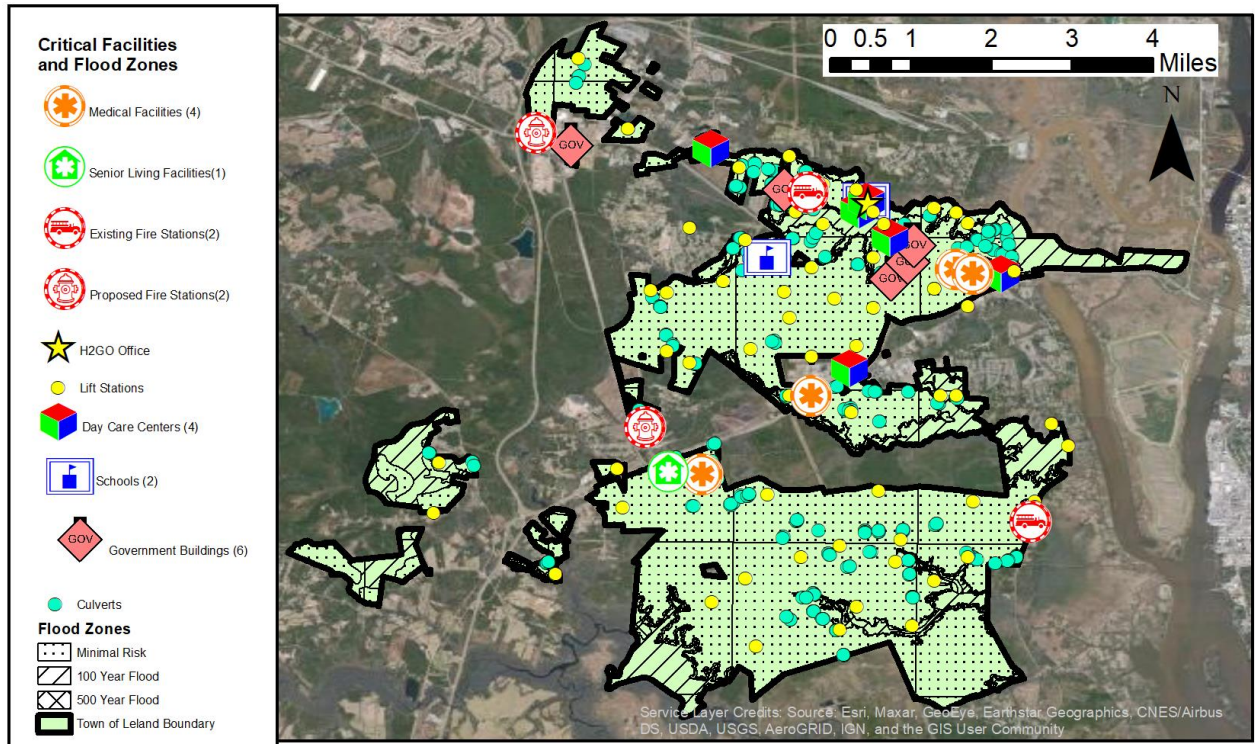 Critical Facilities
and Flood Zones
Medical Facilities (4)
Senior Living Facilities(1)
Existing Fire Stations(2)
Proposed Fire Stations(2)
H2GO Office
Lift Stations
Day Care Centers (4)
Schools (2)
GOV
Government Buildings (6)
Culverts
Flood Zones
Minimal Risk
100 Year Flood
500 Year Flood
Town of Leland Boundary
0 0.5 1 2 3 4
Miles
N
GOV
GO
GOV
GO
GOV
Service Layer Credits: Source: Esri, Maxar, GeoEye, Earthstar Geographics, CNES/Airbus
DS, USDA, USGS, AeroGRID, IGN, and the GIS User Community